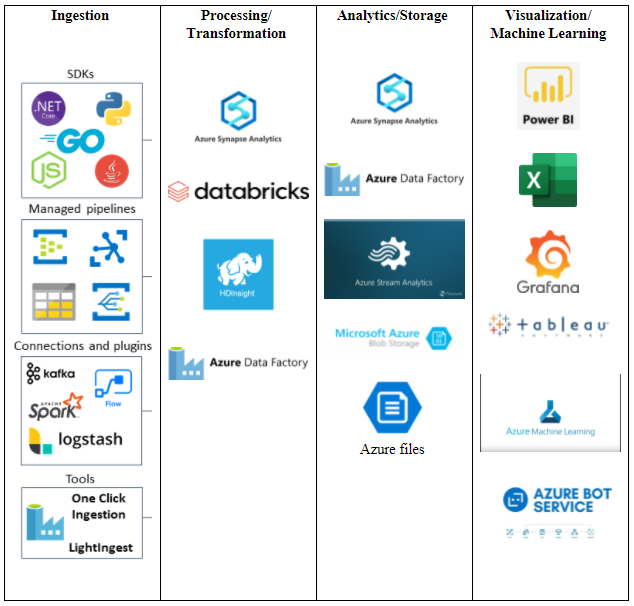 Ingestion
Processing/
Transformation
Analytics/Storage
Visualization/
Machine Learning
SDKs
.NET
Core
GO
JS
Managed pipelines
Connections and plugins
kafka
APACHE
Spark
Flow
logstash
Tools
One Click
Ingestion
LightIngest
Azure Synapse Analytics
databricks
HDInsight
Azure Data Factory
Azure Synapse Analytics
Azure Data Factory
Azure Stream Analytics
Microsoft Azure
Blob Storage
Azure files
Power BI
X
Grafana
tableau
SOFTWARE
Azure Machine Learning
AZURE BOT
SERVICE